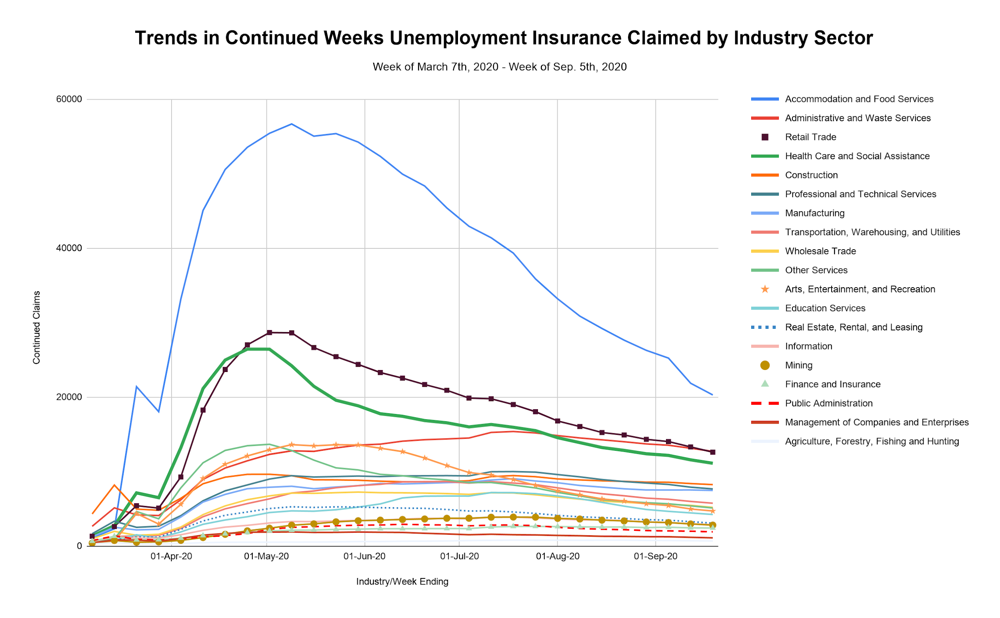 Trends in Continued Weeks Unemployment Insurance Claimed by Industry Sector
Week of March 7th, 2020 - Week of Sep. 5th, 2020
60000
40000
20000
0
Continued Claims
01-Apr-20
01-May-20
01-Jun-20
01-Jul-20
01-Aug-20
01-Sep-20
Industry/Week Ending
Accommodation and Food Services
Administrative and Waste Services
Retail Trade
Health Care and Social Assistance
Construction
Professional and Technical Services
Manufacturing
Transportation, Warehousing, and Utilities
Wholesale Trade
Other Services
Arts, Entertainment, and Recreation
Education Services
Real Estate, Rental, and Leasing
Information
Mining
Finance and Insurance
Public Administration
Management of Companies and Enterprises
Agriculture, Forestry, Fishing and Hunting